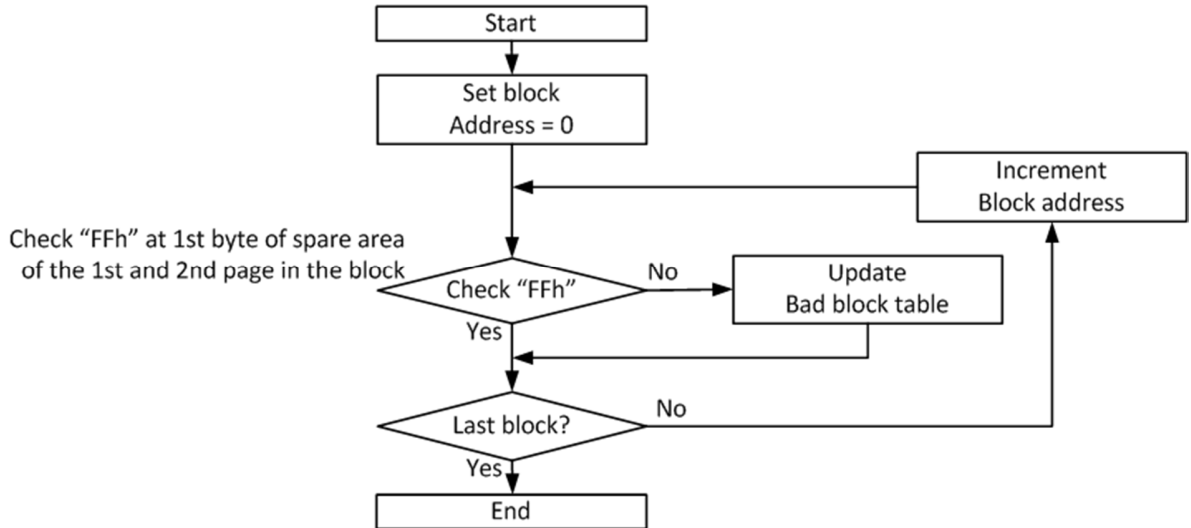 Start
Set block
Address = 0
Increment
Block address
Check “FFh” at 1st byte of spare area
of the 1st and 2nd page in the block
Check “FFh”
No
Update
Bad block table
Yes
Last block?
No
Yes
End